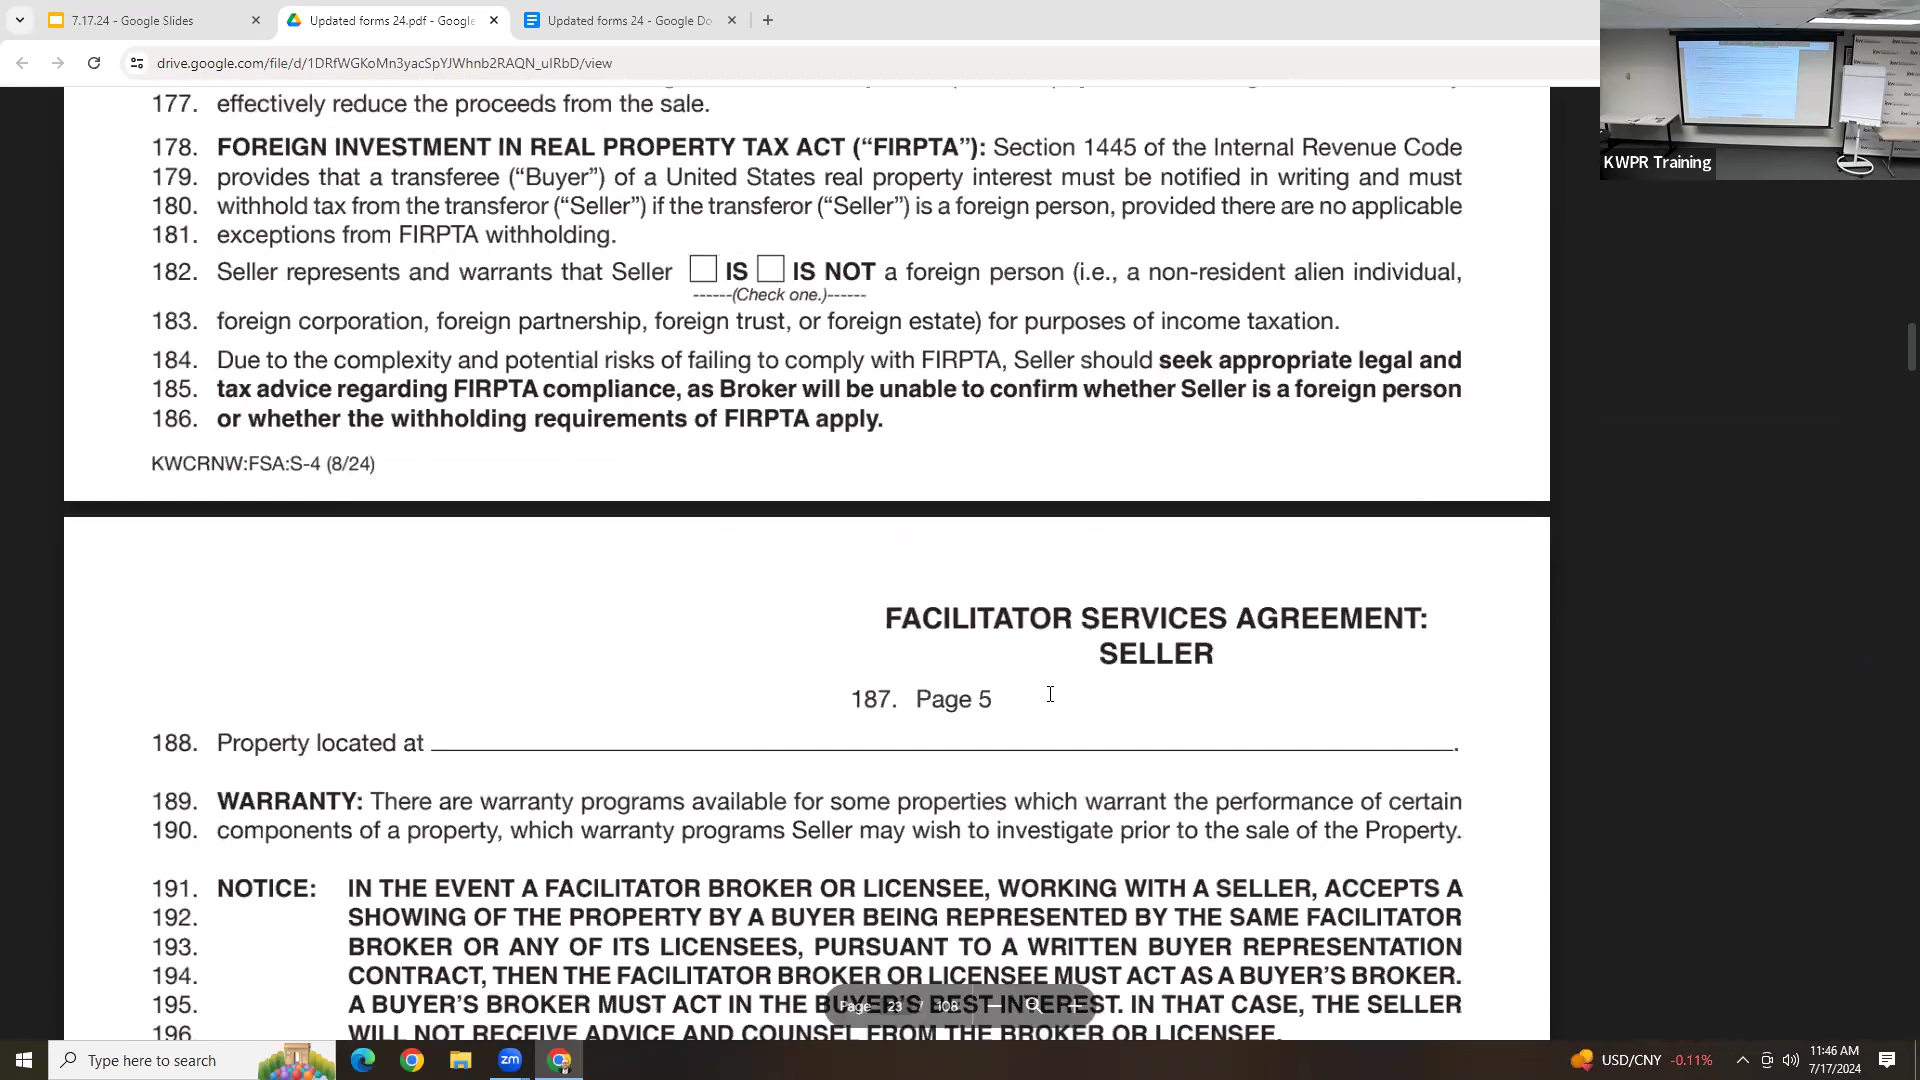 7.17.24 - Google Slides
Updated forms 24.pdf - Google
Updated forms 24 - Google Do
drive.google.com/file/d/1DRfWGKoMn3yacSpYJWhnb2RAQN_uIRbD/view
KWPR Training
177. effectively reduce the proceeds from the sale.
178. FOREIGN INVESTMENT IN REAL PROPERTY TAX ACT (“FIRPTA”): Section 1445 of the Internal Revenue Code
179. provides that a transferee (“Buyer”) of a United States real property interest must be notified in writing and must
180. withhold tax from the transferor (“Seller”) if the transferor (“Seller”) is a foreign person, provided there are no applicable
181. exceptions from FIRPTA withholding.
182. Seller represents and warrants that Seller IS IS NOT a foreign person (i.e., a non-resident alien individual,
------(Check one.)------
183. foreign corporation, foreign partnership, foreign trust, or foreign estate) for purposes of income taxation.
184. Due to the complexity and potential risks of failing to comply with FIRPTA, Seller should seek appropriate legal and
185. tax advice regarding FIRPTA compliance, as Broker will be unable to confirm whether Seller is a foreign person
186. or whether the withholding requirements of FIRPTA apply.
KWCRNW:FSA:S-4 (8/24)
FACILITATOR SERVICES AGREEMENT:
SELLER
187. Page 5
188. Property located at
189. WARRANTY: There are warranty programs available for some properties which warrant the performance of certain
190. components of a property, which warranty programs Seller may wish to investigate prior to the sale of the Property.
191. NOTICE: IN THE EVENT A FACILITATOR BROKER OR LICENSEE, WORKING WITH A SELLER, ACCEPTS A
192. SHOWING OF THE PROPERTY BY A BUYER BEING REPRESENTED BY THE SAME FACILITATOR
193. BROKER OR ANY OF ITS LICENSEES, PURSUANT TO A WRITTEN BUYER REPRESENTATION
194. CONTRACT, THEN THE FACILITATOR BROKER OR LICENSEE MUST ACT AS A BUYER’S BROKER.
195. A BUYER’S BROKER MUST ACT IN THE BUYER’S BEST INTEREST. IN THAT CASE, THE SELLER
196. WILL NOT RECEIVE ADVICE AND COUNSEL FROM THE BROKER OR LICENSEE.
Page 23 / 108
Type here to search
zm
USD/CNY -0.11%
11:46 AM
7/17/2024